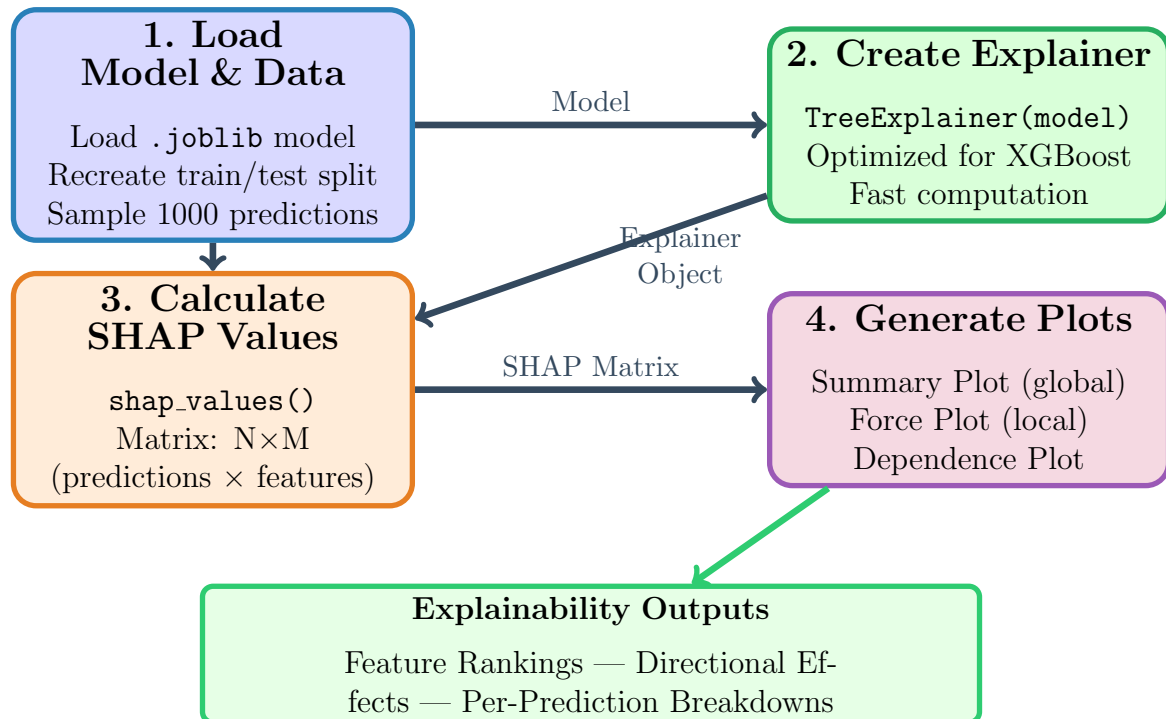 1. Load
Model & Data
Load .joblib model
Recreate train/test split
Sample 1000 predictions
Model
2. Create Explainer
TreeExplainer(model)
Optimized for XGBoost
Fast computation
Explainer
Object
3. Calculate
SHAP Values
shap_values()
Matrix: N×M
(predictions × features)
SHAP Matrix
4. Generate Plots
Summary Plot (global)
Force Plot (local)
Dependence Plot
Explainability Outputs
Feature Rankings — Directional Ef-
fects — Per-Prediction Breakdowns